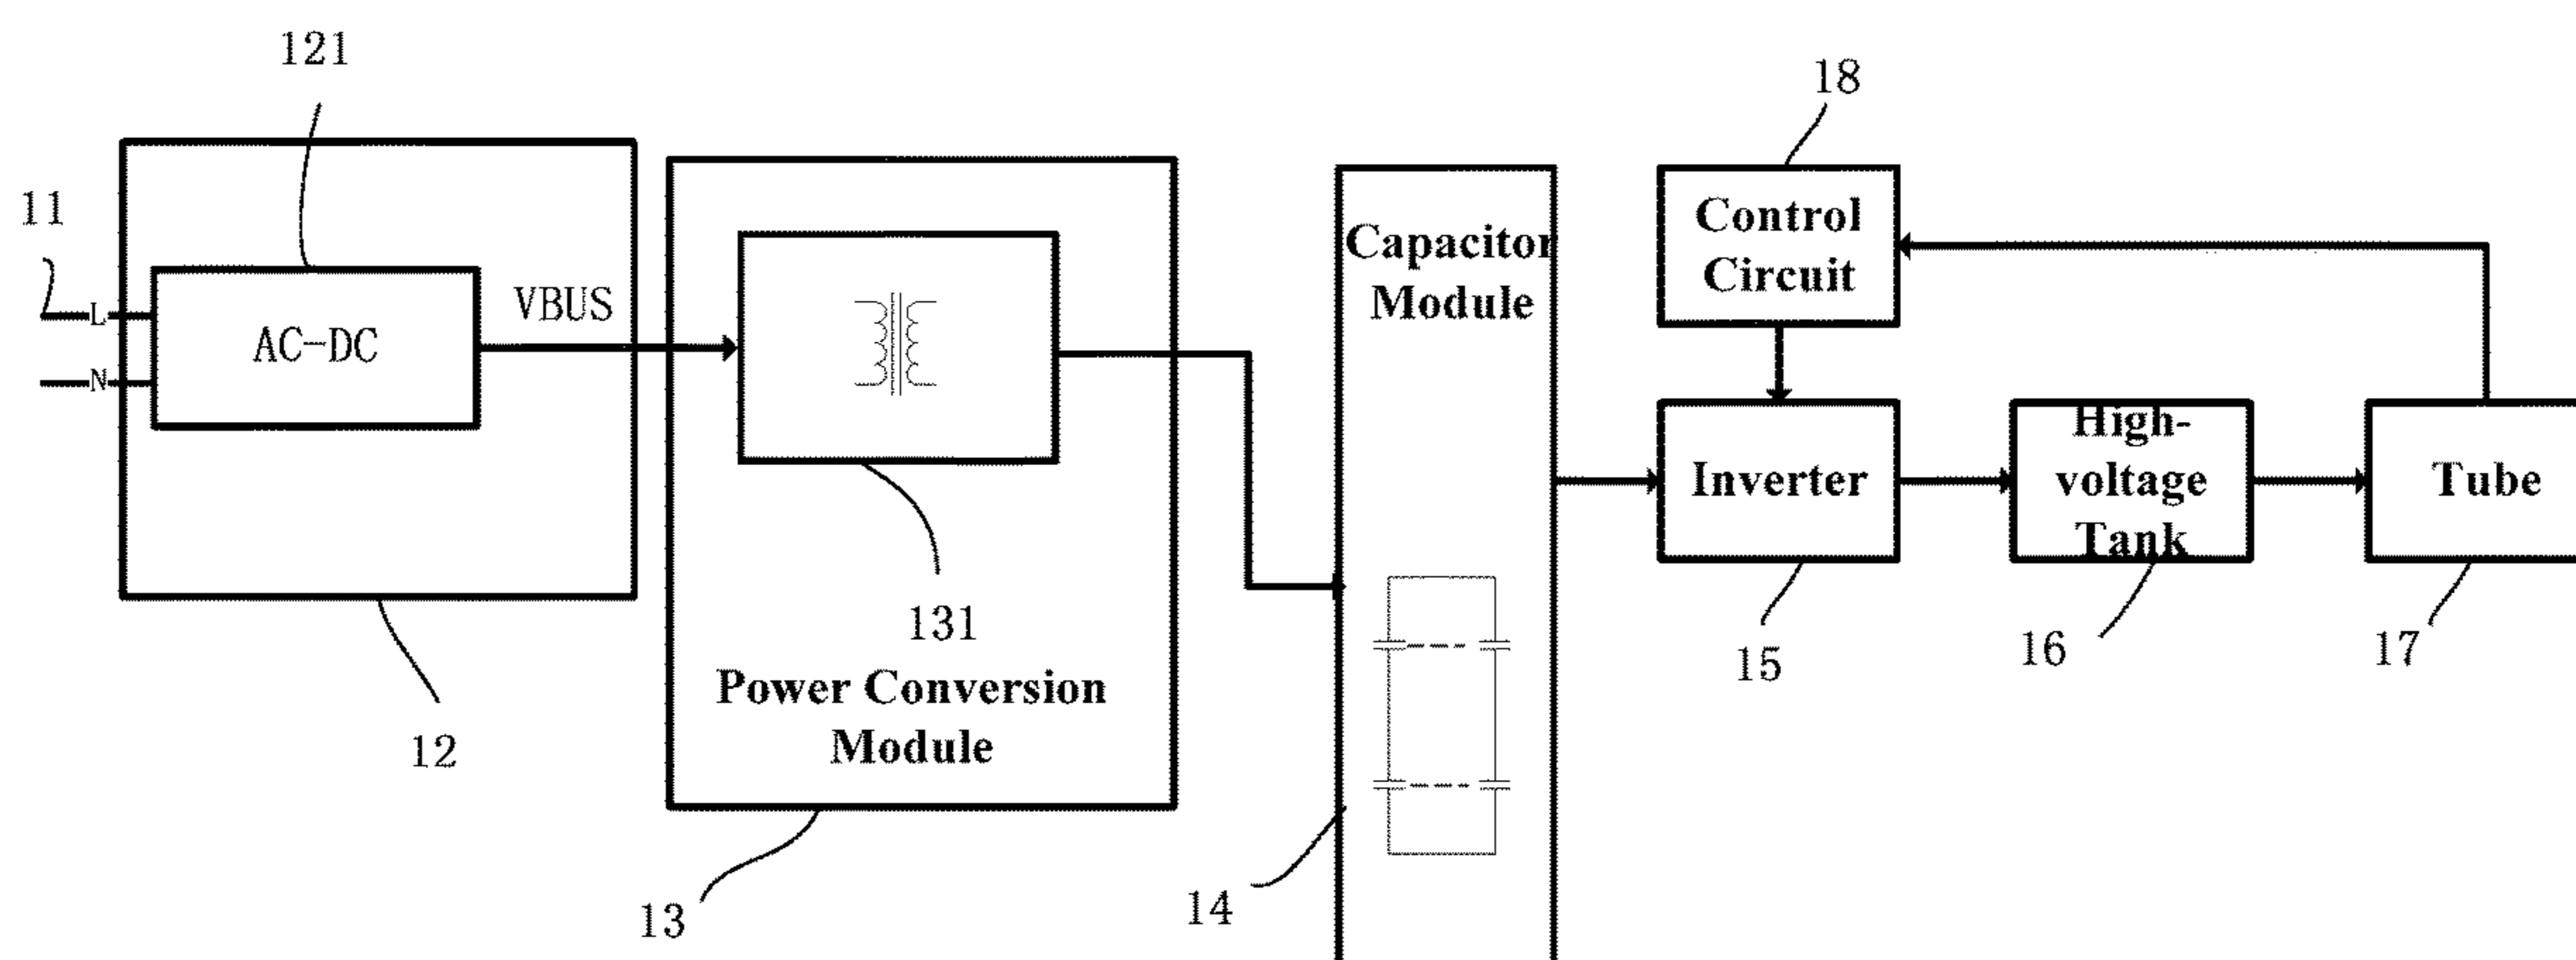 121
18
11
L
N
AC-DC
VBUS
131
Power Conversion
Module
12
13
Capacitor
Module
14
Control
Circuit
Inverter
15
High-
voltage
Tank
16
Tube
17